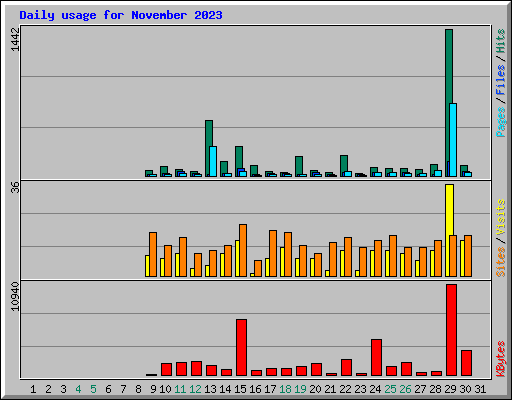 Daily usage for November 2023
1442
Pages / Files / Hits
36
Sites / Visits
10940
KBytes
1 2 3 4 5 6 7 8 9 10 11 12 13 14 15 16 17 18 19 20 21 22 23 24 25 26 27 28 29 30 31